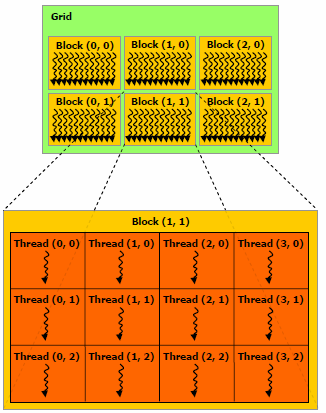 Grid
Block (0, 0) Block (1, 0) Block (2, 0)
Block (0, 1) Block (1, 1) Block (2, 1)
Block (1, 1)
Thread (0, 0) Thread (1, 0) Thread (2, 0) Thread (3, 0)
Thread (0, 1) Thread (1, 1) Thread (2, 1) Thread (3, 1)
Thread (0, 2) Thread (1, 2) Thread (2, 2) Thread (3, 2)